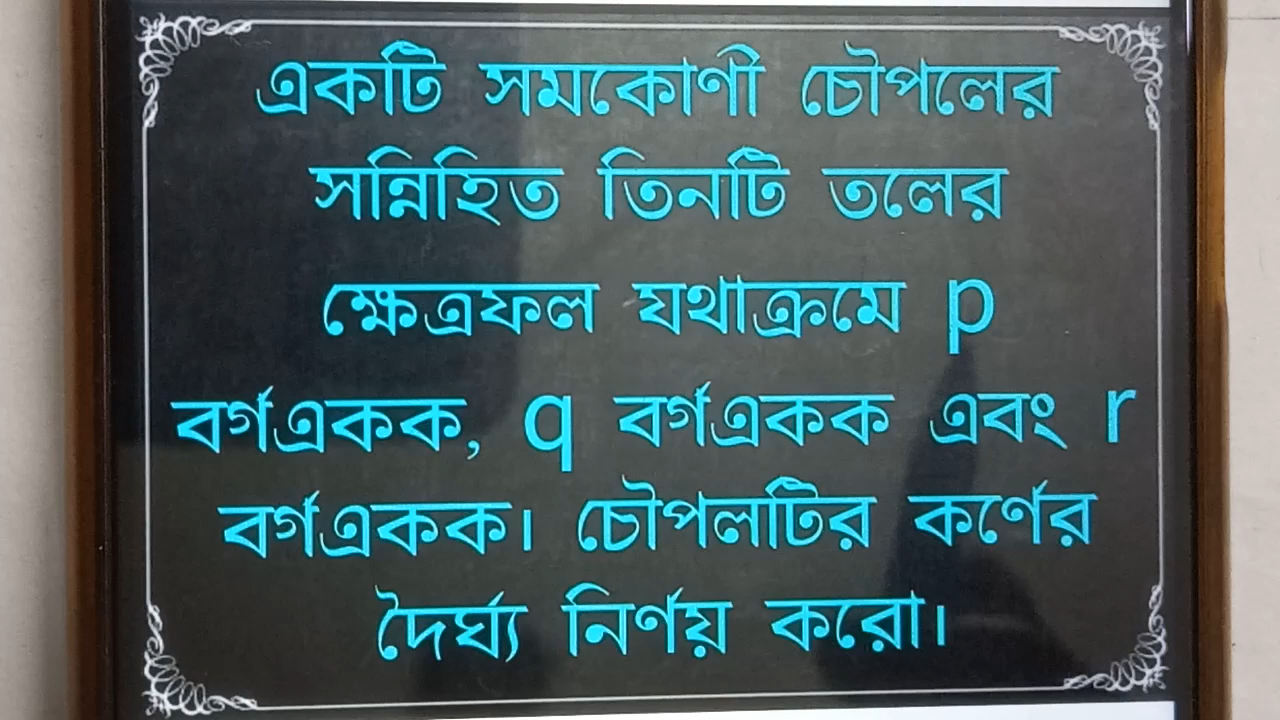 একটি সমকোণী চৌপলের
সন্নিহিত তিনটি তলের
ক্ষেত্রফল যথাক্রমে p
বর্গএকক, q বর্গএকক এবং r
বর্গএকক। চৌপলটির কর্ণের
দৈর্ঘ্য নির্ণয় করো।